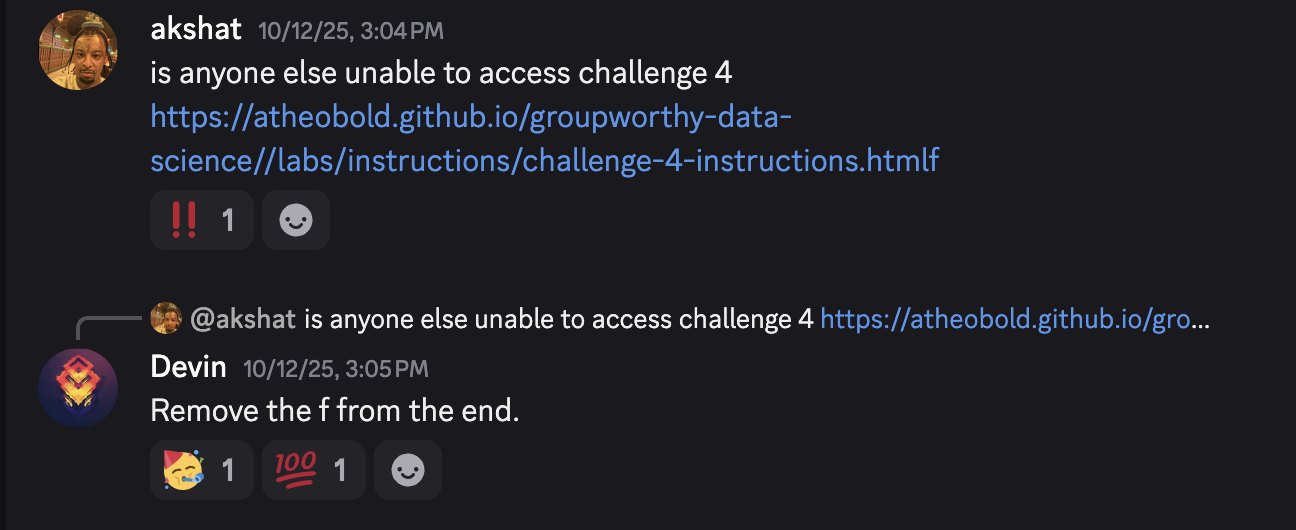 akshat 10/12/25, 3:04 PM
is anyone else unable to access challenge 4
https://atheobold.github.io/groupworthy-data-
science//labs/instructions/challenge-4-instructions.htmlf
‼ 1
@akshat is anyone else unable to access challenge 4 https://atheobold.github.io/gro...
Devin 10/12/25, 3:05 PM
Remove the f from the end.
1 100 1